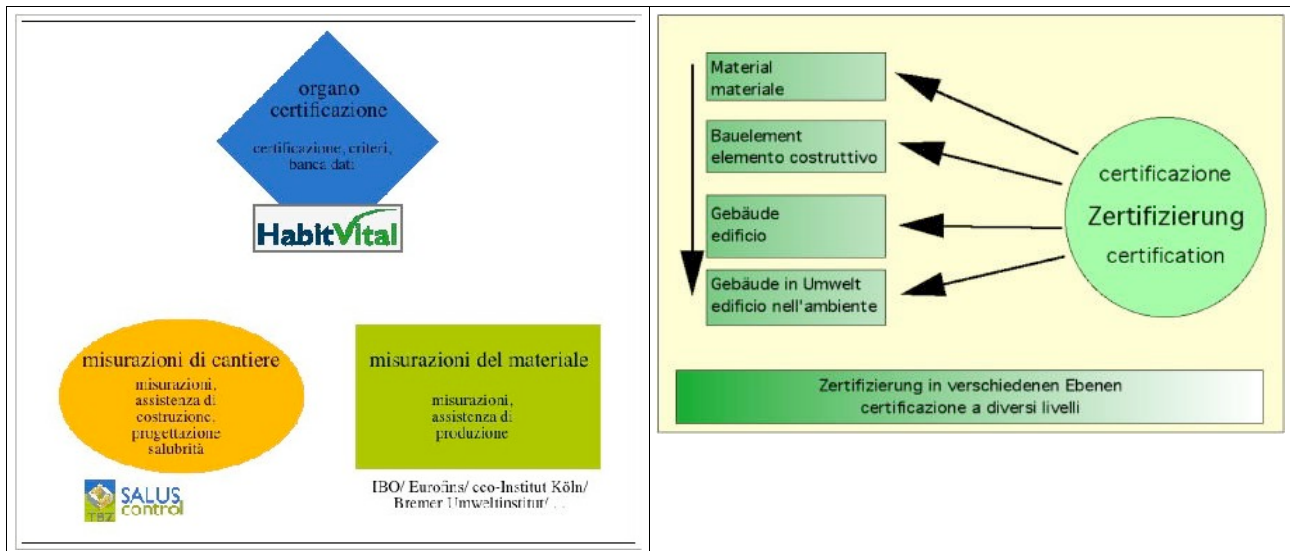 organo
certificazione
certificazione, criteri,
banca dati
HabitVital
misurazioni di cantiere
misurazioni,
assistenza di
costruzione,
progettazione
salubrità
SALUS
control
TBZ
misurazioni del materiale
misurazioni,
assistenza di
produzione
IBO/ Eurofins/ eco-Institut Köln/
Bremer Umweltinstitut/ . .
Material
materiale
Bauelement
elemento costruttivo
Gebäude
edificio
Gebäude in Umwelt
edificio nell'ambiente
certificazione
Zertifizierung
certification
Zertifizierung in verschiedenen Ebenen
certificazione a diversi livelli